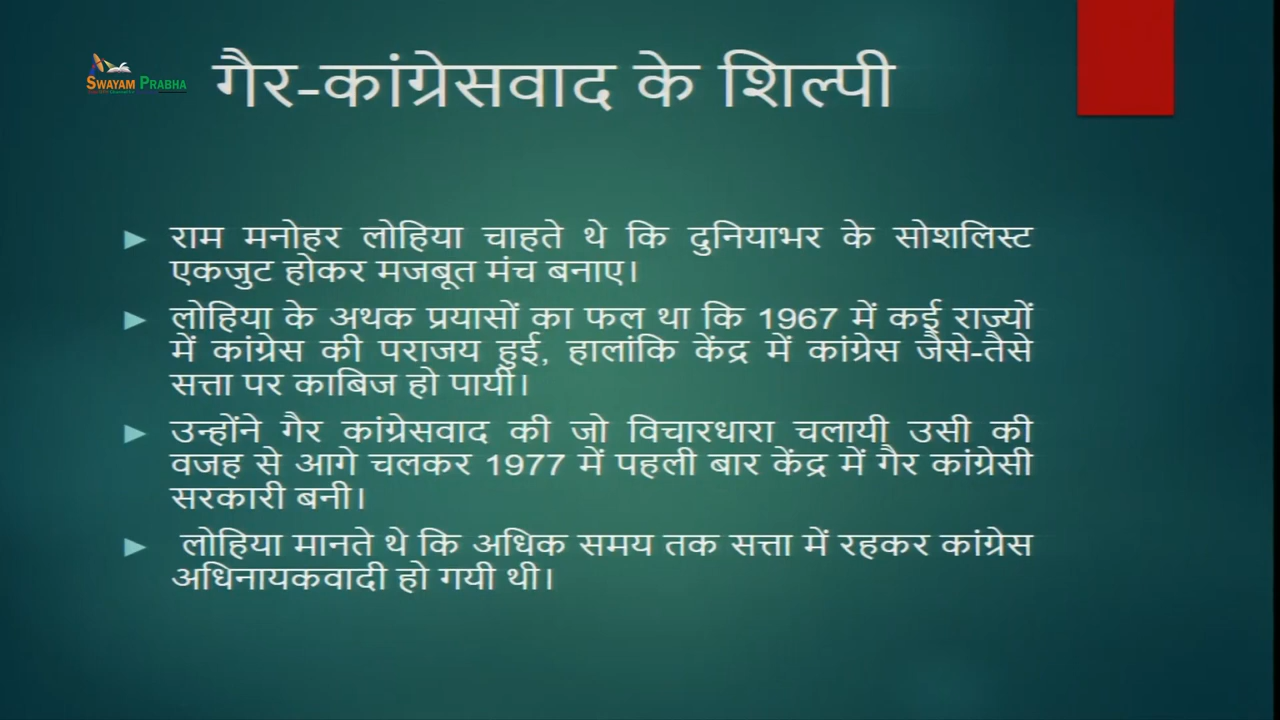 SWAYAM PRABHA
गैर-कांग्रेसवाद के शिल्पी
राम मनोहर लोहिया चाहते थे कि दुनियाभर के सोशलिस्ट
एकजुट होकर मजबूत मंच बनाए।
लोहिया के अथक प्रयासों का फल था कि 1967 में कई राज्यों
में कांग्रेस की पराजय हुई, हालांकि केंद्र में कांग्रेस जैसे-तैसे
सत्ता पर काबिज हो पायी।
उन्होंने गैर कांग्रेसवाद की जो विचारधारा चलायी उसी की
वजह से आगे चलकर 1977 में पहली बार केंद्र में गैर कांग्रेसी
सरकारी बनी।
लोहिया मानते थे कि अधिक समय तक सत्ता में रहकर कांग्रेस
अधिनायकवादी हो गयी थी।